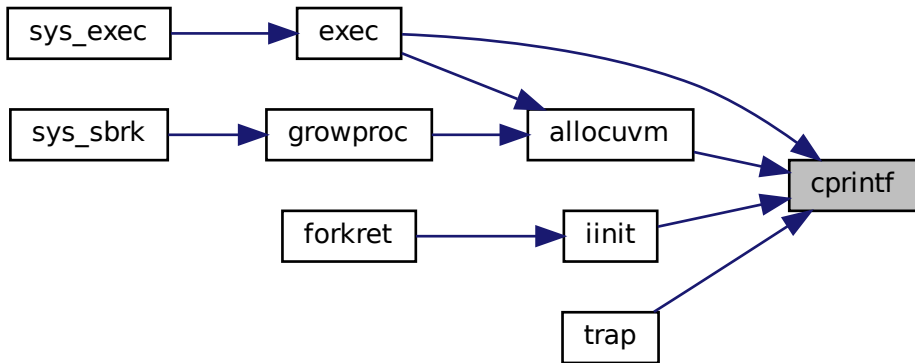 sys_exec
exec
sys_sbrk
growproc
allocuvm
cprintf
forkret
iinit
trap